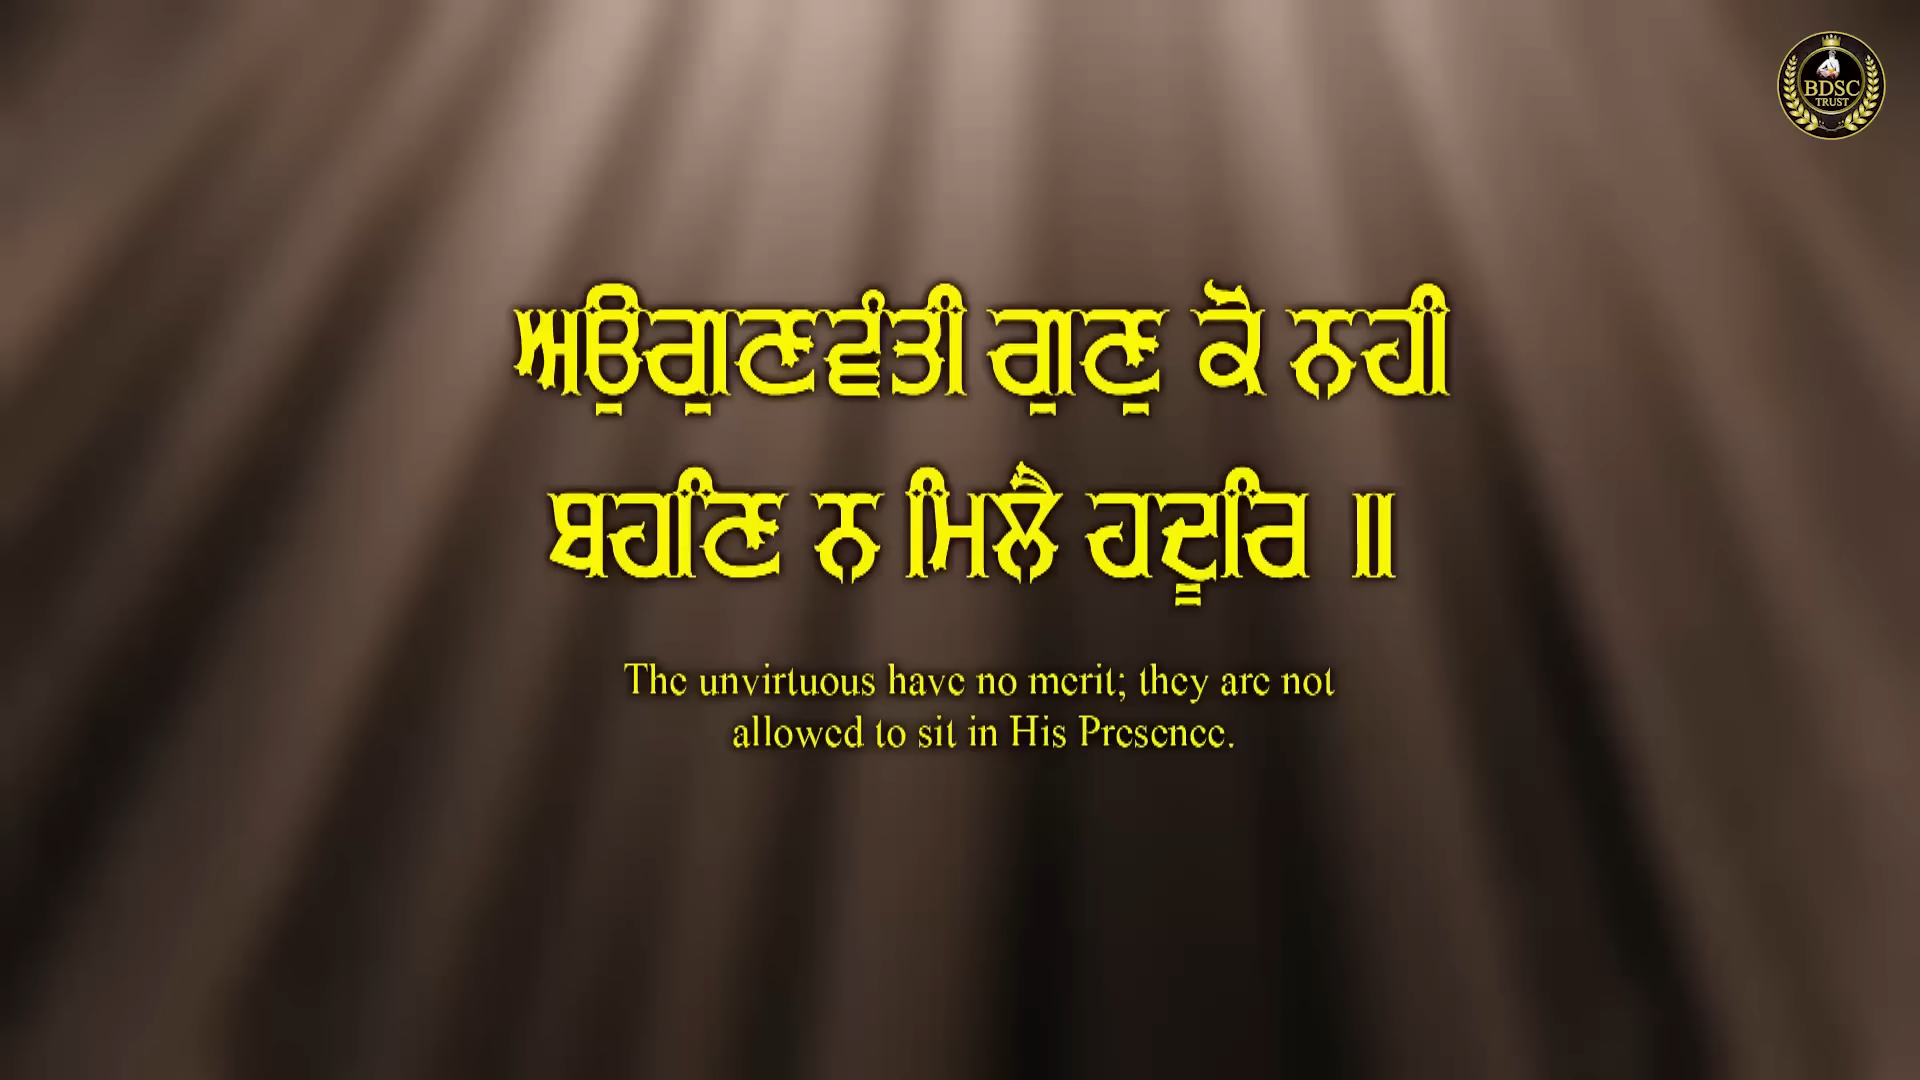 BDSC
TRUST
ਅਉਗੁਣਵੰਤੀ ਗੁਣੁ ਕੋ ਨਹੀ
ਬਹਣਿ ਨ ਮਿਲੈ ਹਦੂਰਿ ॥
The unvirtuous have no merit; they are not
allowed to sit in His Presence.